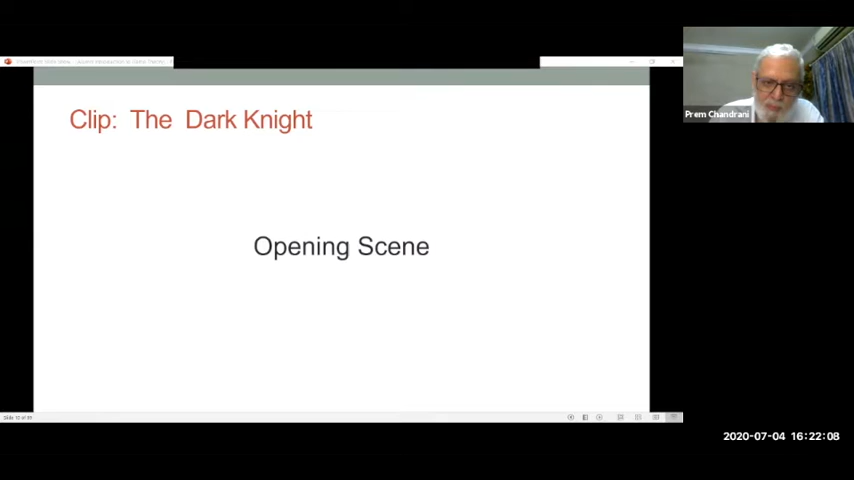 Clip: The Dark Knight
Prem Chandrani
Opening Scene
2020-07-04 16:22:08